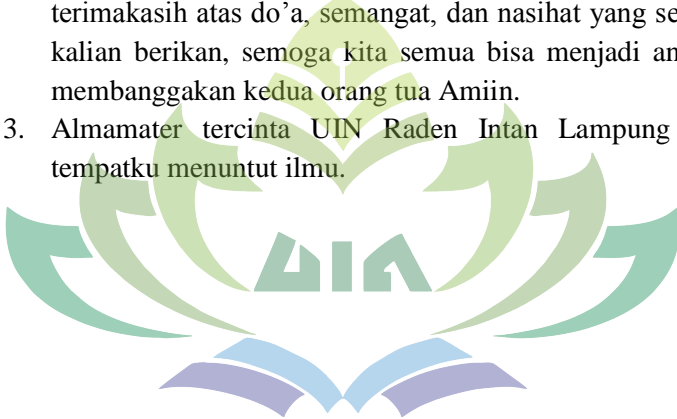 terimakasih atas do’a, semangat, dan nasihat yang se
kalian berikan, semoga kita semua bisa menjadi an
membanggakan kedua orang tua Amiin.
3. Almamater tercinta UIN Raden Intan Lampung
tempatku menuntut ilmu.
UIN